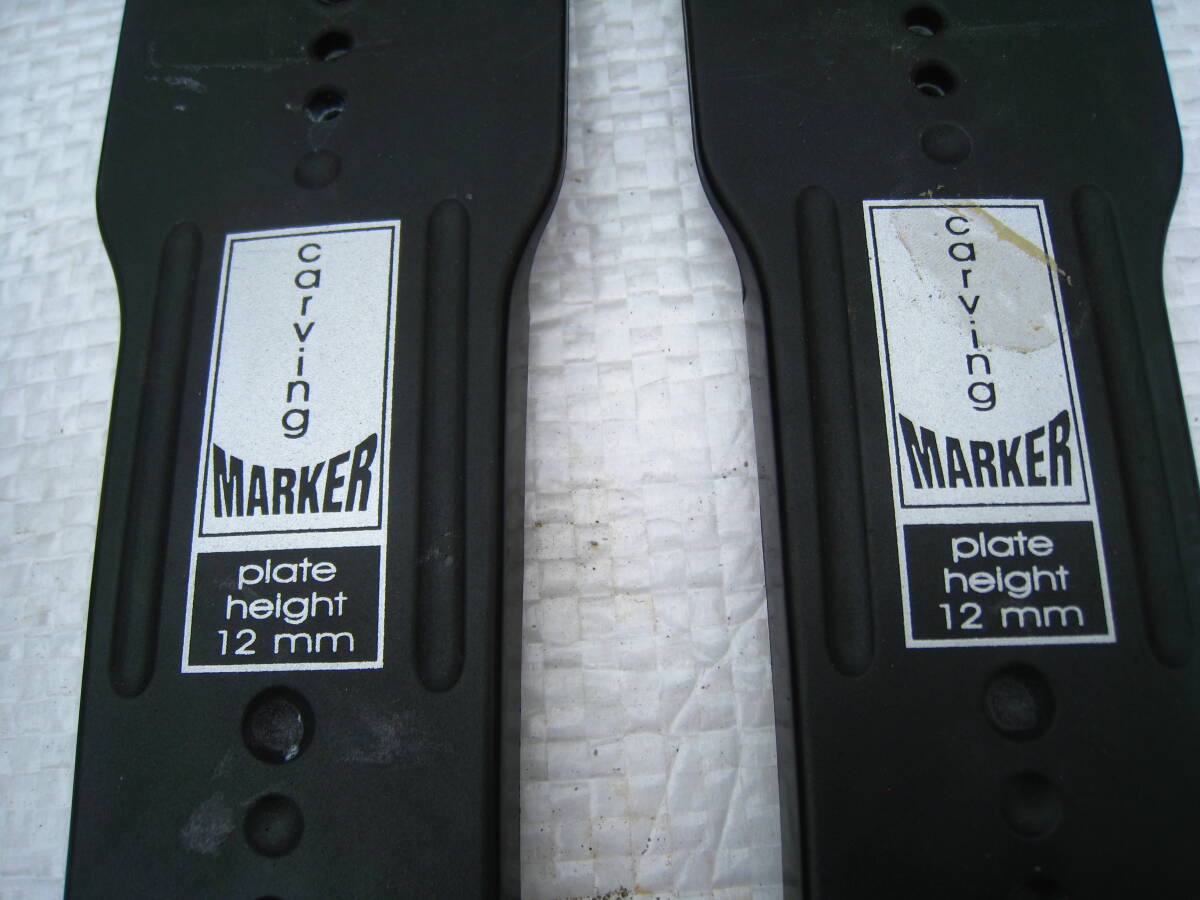 carving
MARKER
plate
height
12 mm
carving
MARKER
plate
height
12 mm